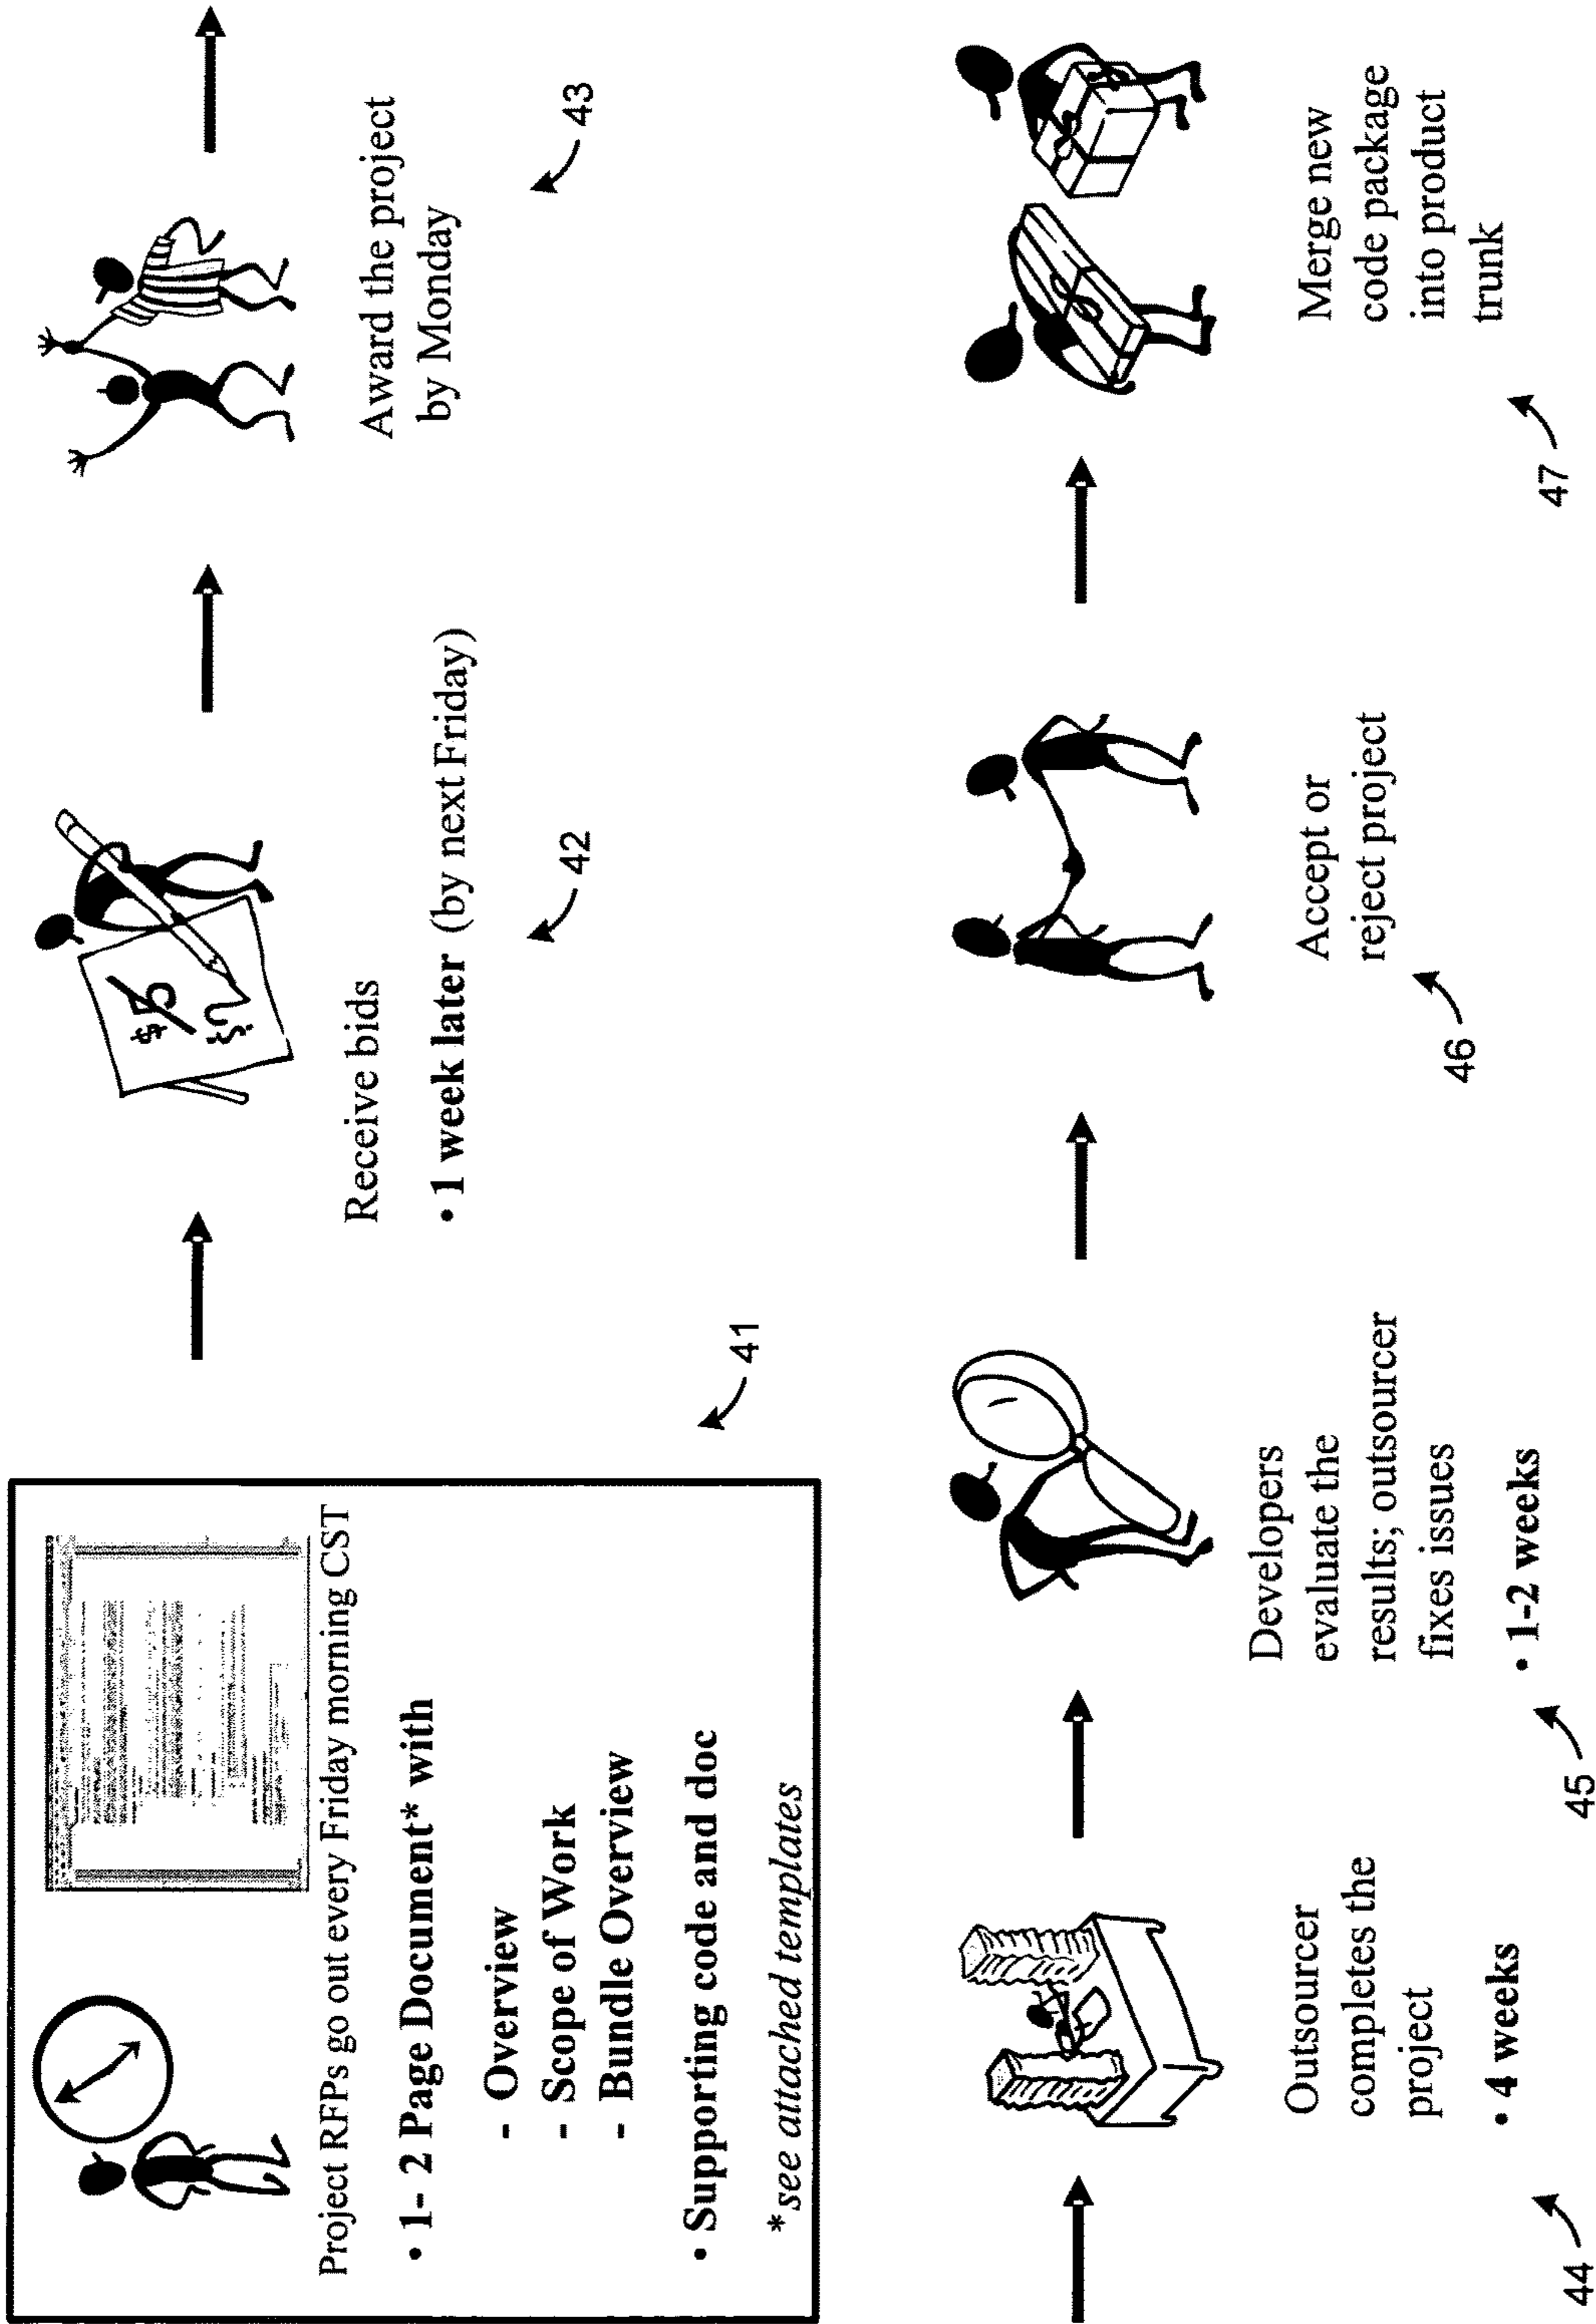 Project RFPs go out every Friday morning CST
• 1- 2 Page Document* with
- Overview
- Scope of Work
- Bundle Overview
• Supporting code and doc
*see attached templates
41
$5
Receive bids
• 1 week later (by next Friday)
42
Award the project
by Monday
43
Outsourcer
completes the
project
• 4 weeks
44
Developers
evaluate the
results; outsourcer
fixes issues
• 1-2 weeks
45
Accept or
reject project
46
Merge new
code package
into product
trunk
47